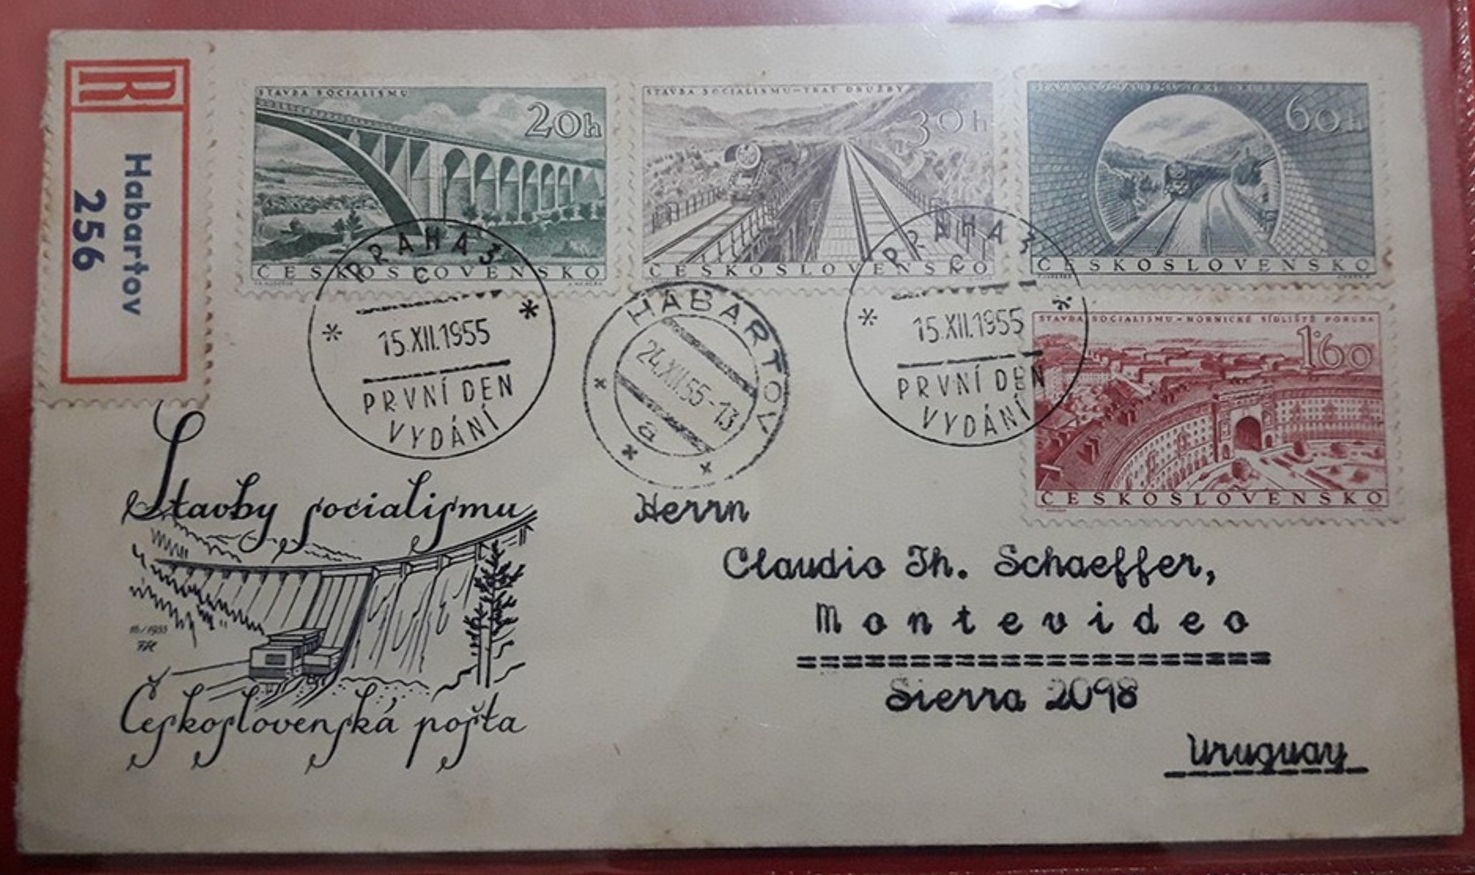 R
Habartov
256
STAVBA SOCIALISMU
20h
ČESKOSLOVENSKO
STAVBA SOCIALISMU-TRAŤ DRUŽBY
30h
ČESKOSLOVENSKO
60h
ČESKOSLOVENSKO
STAVBA SOCIALISMU - HORNICKÉ SÍDLIŠTĚ PORUBA
1'60
ČESKOSLOVENSKO
PRAHA 3
C
15.XII.1955
PRVNÍ DEN
VYDÁNÍ
HABARTOV
24.XII.55-13
a
PRAHA 3
C
15.XII.1955
PRVNÍ DEN
VYDÁNÍ
Stavby socialismu
Československá pošta
Herrn
Claudio Th. Schaeffer,
Montevideo
Sierra 2098
Uruguay